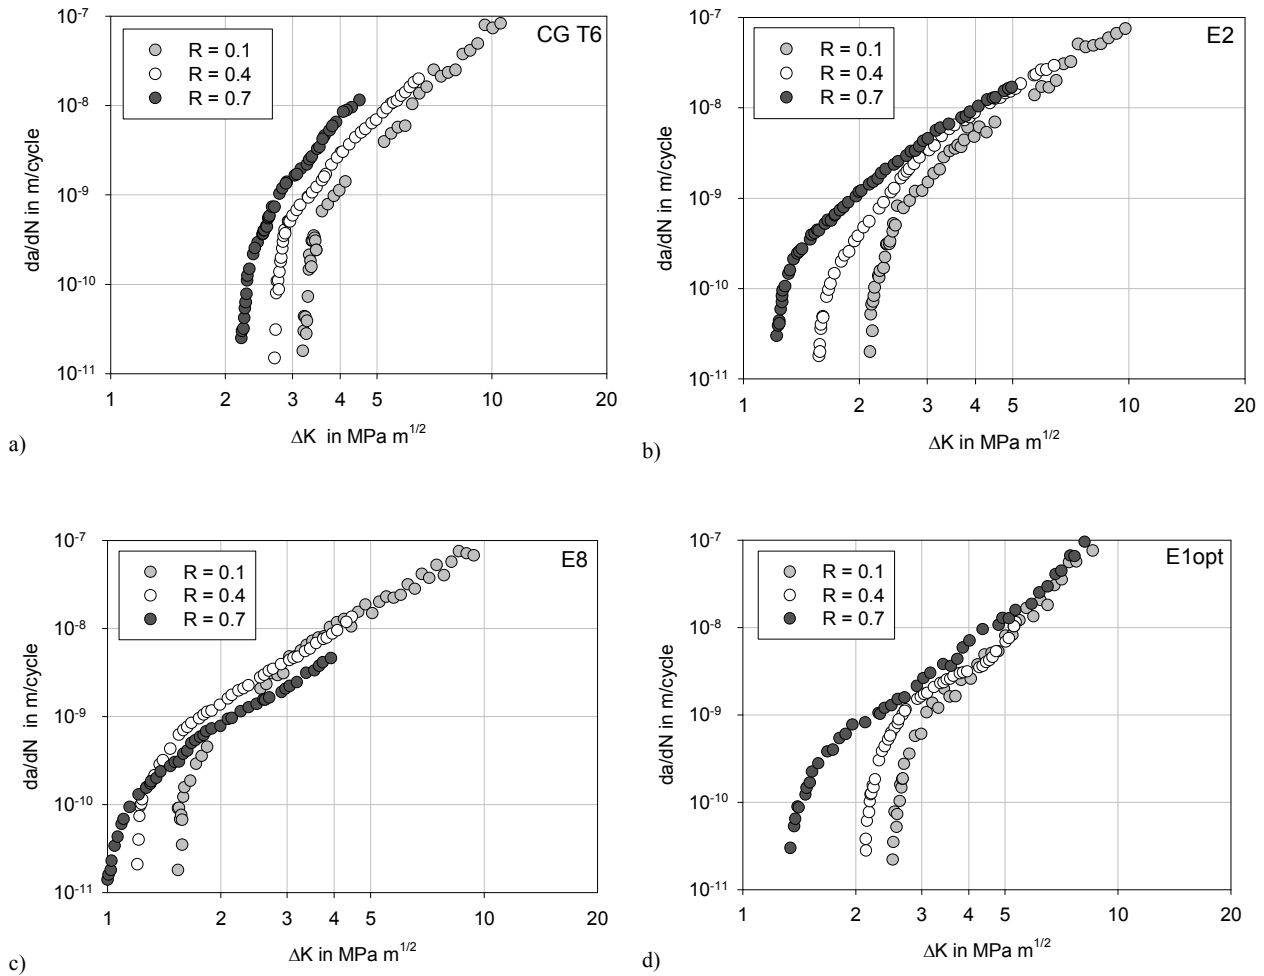 CG T6
R = 0.1
R = 0.4
R = 0.7
da/dN in m/cycle
10⁻⁷
10⁻⁸
10⁻⁹
10⁻¹⁰
10⁻¹¹
1 2 3 4 5 10 20
ΔK in MPa m^1/2
a)
E2
R = 0.1
R = 0.4
R = 0.7
da/dN in m/cycle
10⁻⁷
10⁻⁸
10⁻⁹
10⁻¹⁰
10⁻¹¹
1 2 3 4 5 10 20
ΔK in MPa m^1/2
b)
E8
R = 0.1
R = 0.4
R = 0.7
da/dN in m/cycle
10⁻⁷
10⁻⁸
10⁻⁹
10⁻¹⁰
10⁻¹¹
1 2 3 4 5 10 20
ΔK in MPa m^1/2
c)
E1opt
R = 0.1
R = 0.4
R = 0.7
da/dN in m/cycle
10⁻⁷
10⁻⁸
10⁻⁹
10⁻¹⁰
10⁻¹¹
1 2 3 4 5 10 20
ΔK in MPa m^1/2
d)